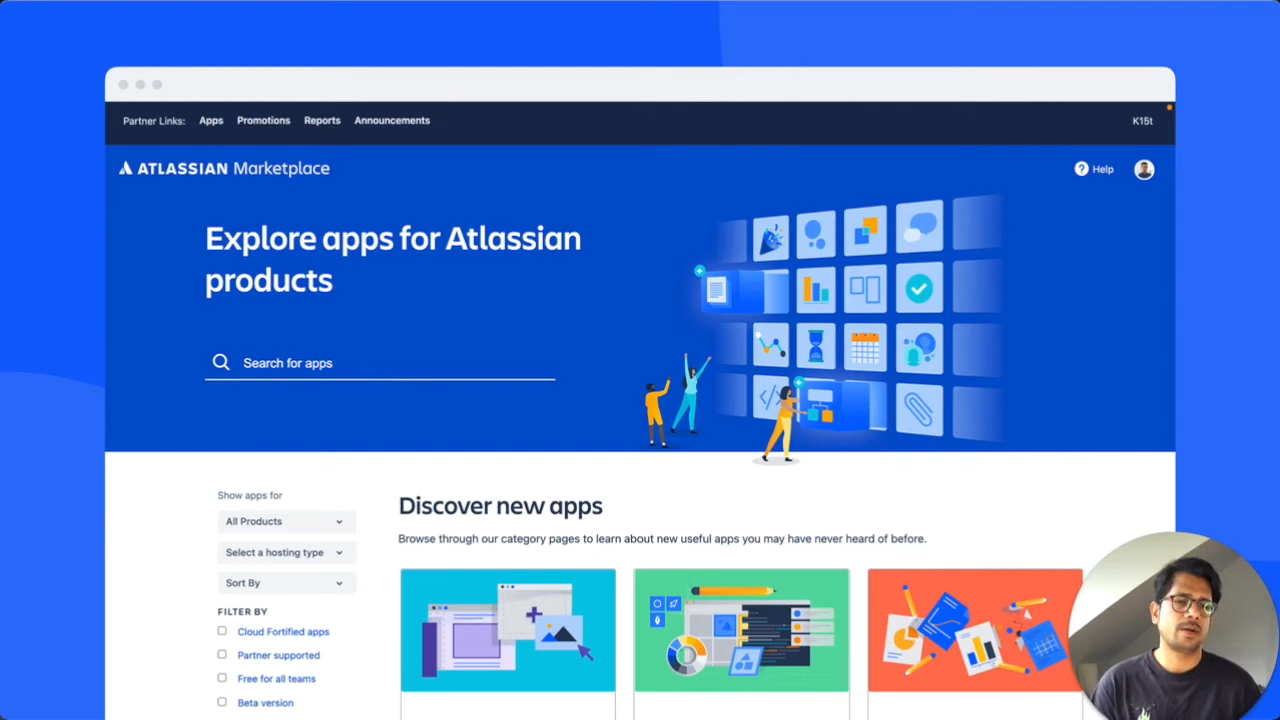 Partner Links: Apps Promotions Reports Announcements K15t
ATLASSIAN Marketplace
? Help
Explore apps for Atlassian
products
Search for apps
Show apps for
All Products
Select a hosting type
Sort By
FILTER BY
Cloud Fortified apps
Partner supported
Free for all teams
Beta version
Discover new apps
Browse through our category pages to learn about new useful apps you may have never heard of before.